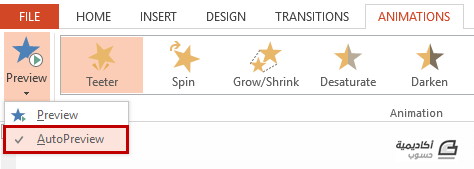 FILE HOME INSERT DESIGN TRANSITIONS ANIMATIONS
Preview
Teeter Spin Grow/Shrink Desaturate Darken
Preview
AutoPreview
Animation
أكاديمية
حسوب